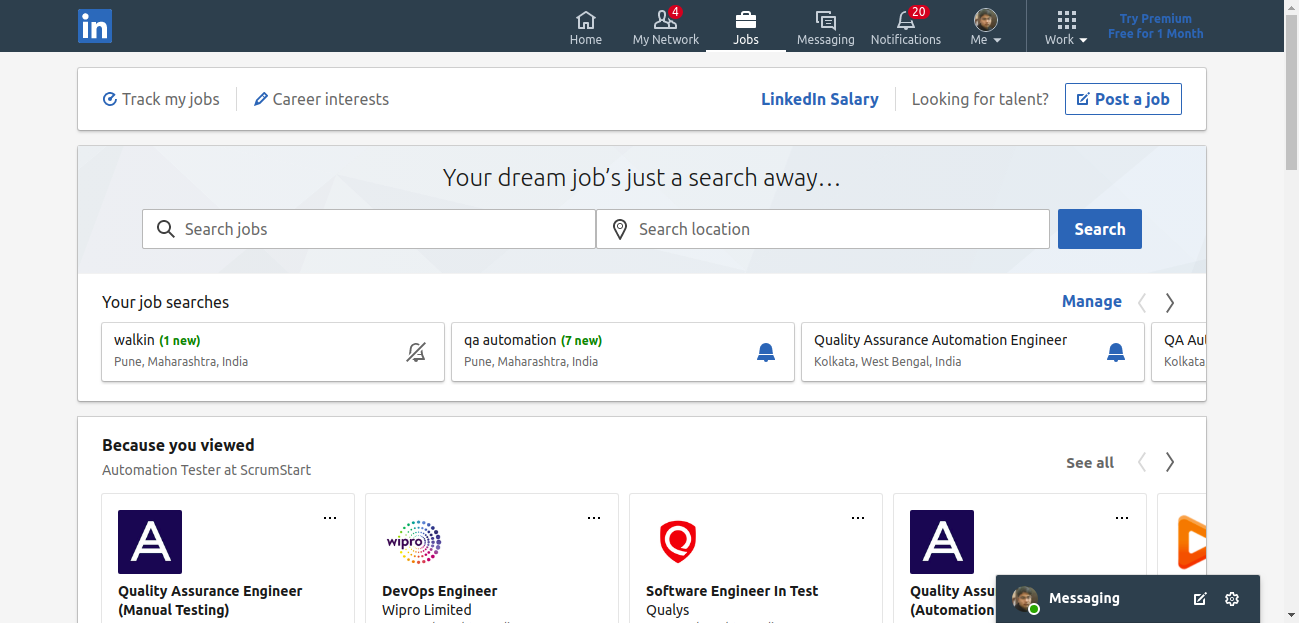 in
4
20
Home
My Network
Jobs
Messaging
Notifications
Me
Work
Try Premium
Free for 1 Month
Track my jobs
Career interests
LinkedIn Salary
Looking for talent?
Post a job
Your dream job's just a search away…
Search jobs
Search location
Search
Your job searches
Manage
walkin (1 new)
Pune, Maharashtra, India
qa automation (7 new)
Pune, Maharashtra, India
Quality Assurance Automation Engineer
Kolkata, West Bengal, India
QA Au
Kolkata
Because you viewed
Automation Tester at ScrumStart
See all
A
Quality Assurance Engineer
(Manual Testing)
wipro
DevOps Engineer
Wipro Limited
Software Engineer In Test
Qualys
A
Quality Assu
(Automation
Messaging